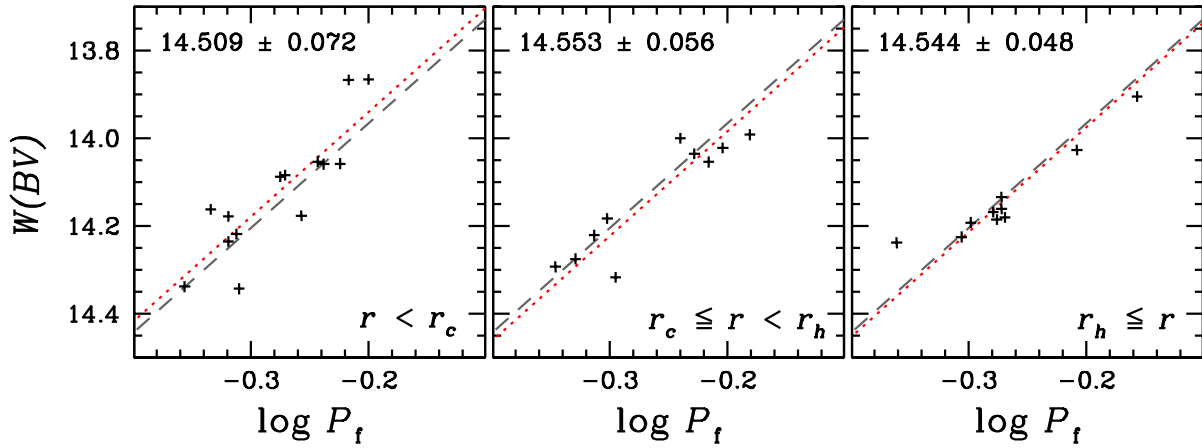 14.509 ± 0.072
14.553 ± 0.056
14.544 ± 0.048
13.8
14.0
14.2
14.4
W(BV)
r < r_c
r_c ≦ r < r_h
r_h ≦ r
−0.3
−0.2
−0.3
−0.2
−0.3
−0.2
log P_f
log P_f
log P_f